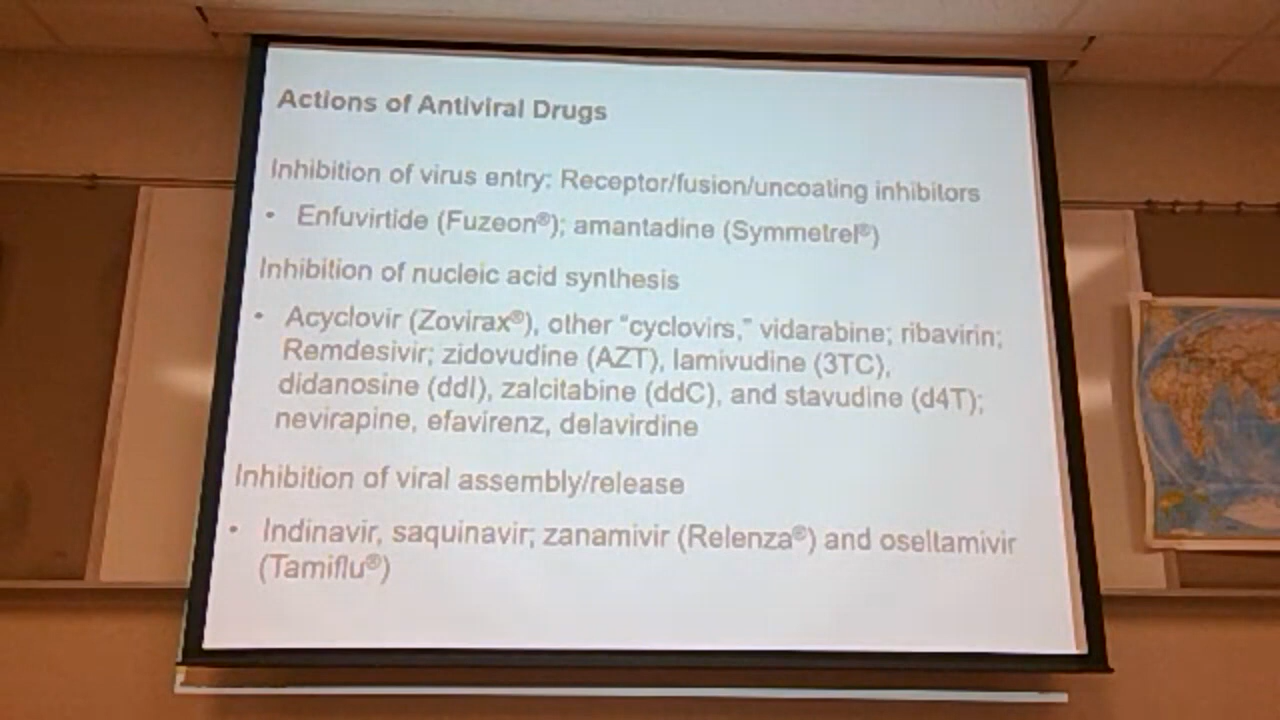 Actions of Antiviral Drugs
Inhibition of virus entry: Receptor/fusion/uncoating inhibitors
• Enfuvirtide (Fuzeon®); amantadine (Symmetrel®)
Inhibition of nucleic acid synthesis
• Acyclovir (Zovirax®), other “cyclovirs,” vidarabine; ribavirin;
Remdesivir; zidovudine (AZT), lamivudine (3TC),
didanosine (ddI), zalcitabine (ddC), and stavudine (d4T);
nevirapine, efavirenz, delavirdine
Inhibition of viral assembly/release
• Indinavir, saquinavir; zanamivir (Relenza®) and oseltamivir
(Tamiflu®)